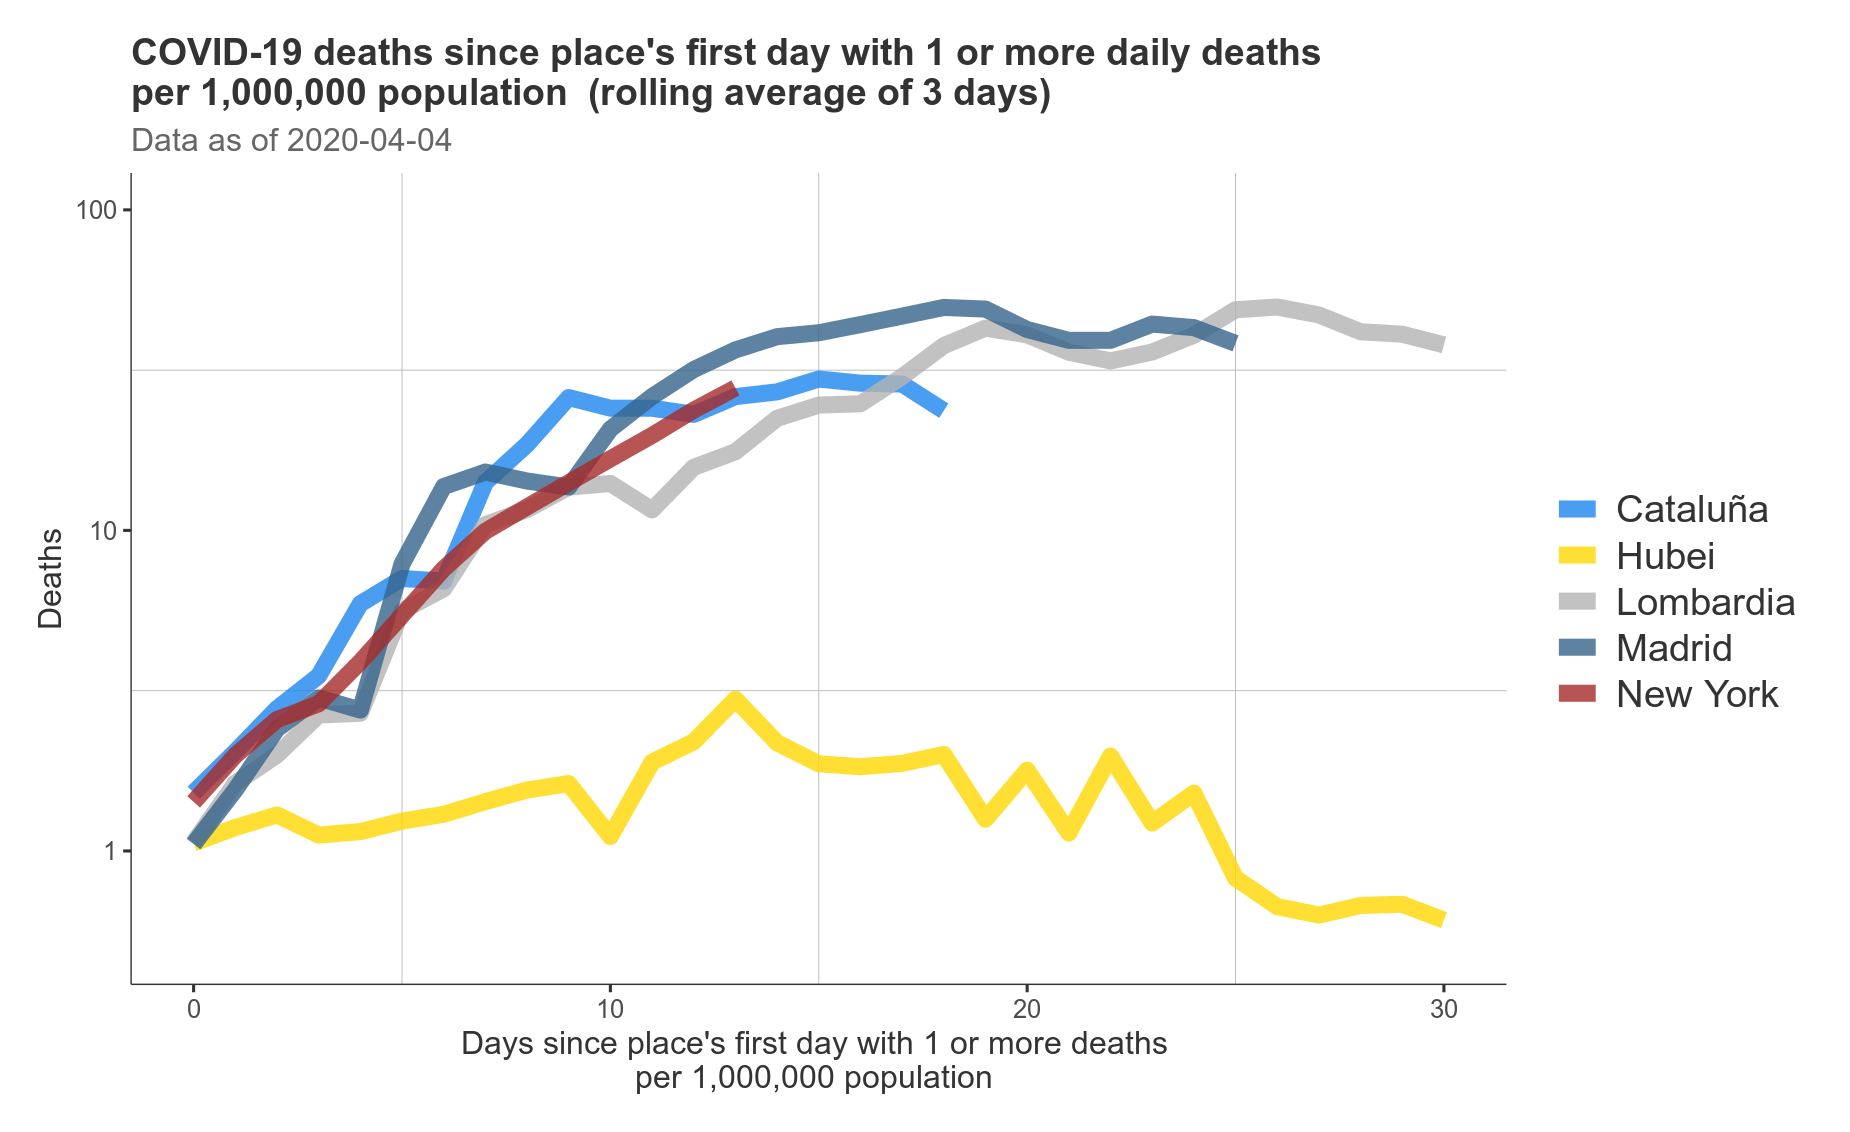 COVID-19 deaths since place's first day with 1 or more daily deaths
per 1,000,000 population  (rolling average of 3 days)
Data as of 2020-04-04
100
10
1
Deaths
0
10
20
30
Days since place's first day with 1 or more deaths
per 1,000,000 population
Cataluña
Hubei
Lombardia
Madrid
New York